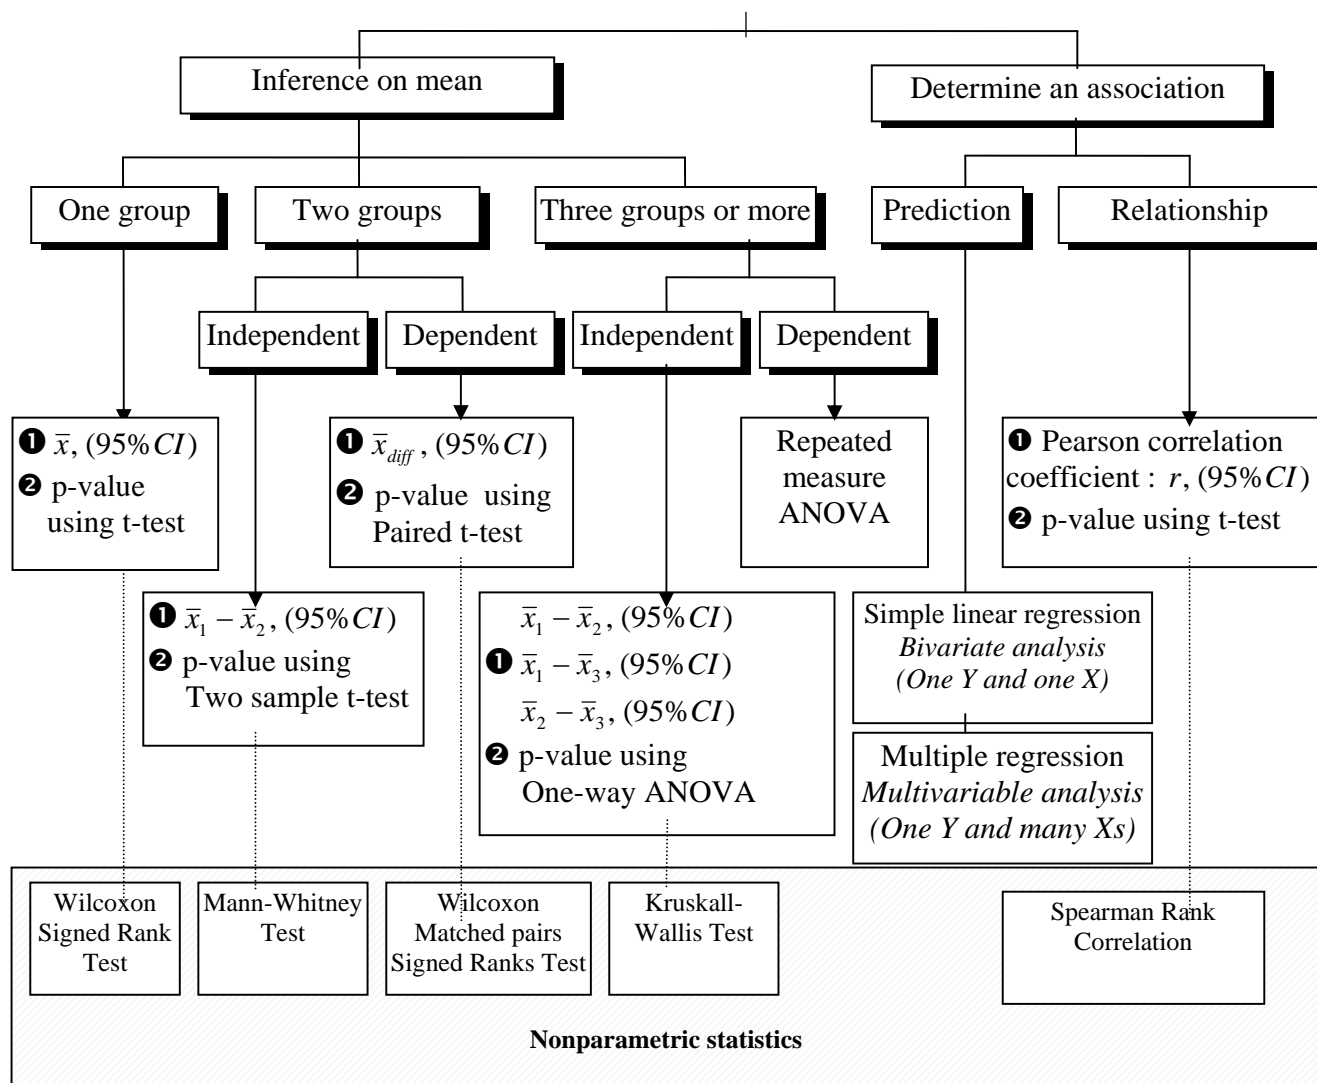 Inference on mean
Determine an association
One group
Two groups
Three groups or more
Prediction
Relationship
Independent
Dependent
Independent
Dependent
❶ x̄, (95%CI)
❷ p-value
using t-test
❶ x̄diff, (95%CI)
❷ p-value using
Paired t-test
Repeated
measure
ANOVA
❶ Pearson correlation
coefficient : r, (95%CI)
❷ p-value using t-test
❶ x̄1 − x̄2, (95%CI)
❷ p-value using
Two sample t-test
x̄1 − x̄2, (95%CI)
❶ x̄1 − x̄3, (95%CI)
x̄2 − x̄3, (95%CI)
❷ p-value using
One-way ANOVA
Simple linear regression
Bivariate analysis
(One Y and one X)
Multiple regression
Multivariable analysis
(One Y and many Xs)
Wilcoxon
Signed Rank
Test
Mann-Whitney
Test
Wilcoxon
Matched pairs
Signed Ranks Test
Kruskall-
Wallis Test
Spearman Rank
Correlation
Nonparametric statistics